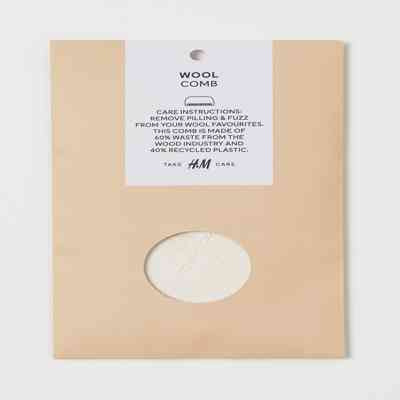 WOOL
COMB
CARE INSTRUCTIONS:
REMOVE PILLING & FUZZ
FROM YOUR WOOL FAVOURITES.
THIS COMB IS MADE OF
60% WASTE FROM THE
WOOD INDUSTRY AND
40% RECYCLED PLASTIC.
TAKE H&M CARE